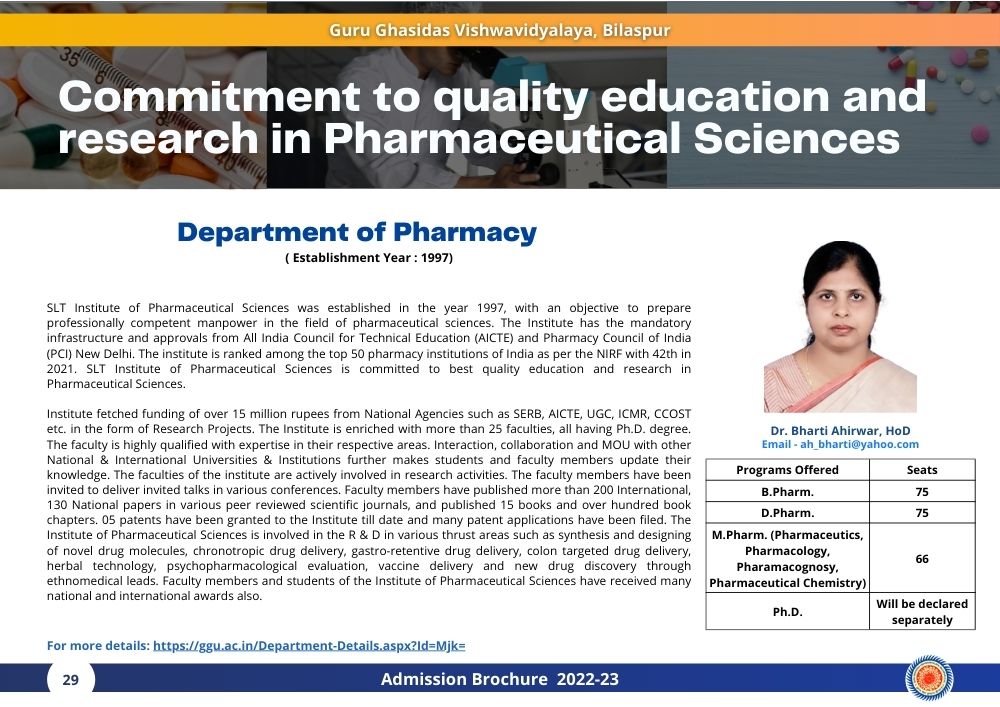 Guru Ghasidas Vishwavidyalaya, Bilaspur
Commitment to quality education and
research in Pharmaceutical Sciences
Department of Pharmacy
( Establishment Year : 1997)
SLT Institute of Pharmaceutical Sciences was established in the year 1997, with an objective to prepare
professionally competent manpower in the field of pharmaceutical sciences. The Institute has the mandatory
infrastructure and approvals from All India Council for Technical Education (AICTE) and Pharmacy Council of India
(PCI) New Delhi. The institute is ranked among the top 50 pharmacy institutions of India as per the NIRF with 42th in
2021. SLT Institute of Pharmaceutical Sciences is committed to best quality education and research in
Pharmaceutical Sciences.
Institute fetched funding of over 15 million rupees from National Agencies such as SERB, AICTE, UGC, ICMR, CCOST
etc. in the form of Research Projects. The Institute is enriched with more than 25 faculties, all having Ph.D. degree.
The faculty is highly qualified with expertise in their respective areas. Interaction, collaboration and MOU with other
National & International Universities & Institutions further makes students and faculty members update their
knowledge. The faculties of the institute are actively involved in research activities. The faculty members have been
invited to deliver invited talks in various conferences. Faculty members have published more than 200 International,
130 National papers in various peer reviewed scientific journals, and published 15 books and over hundred book
chapters. 05 patents have been granted to the Institute till date and many patent applications have been filed. The
Institute of Pharmaceutical Sciences is involved in the R & D in various thrust areas such as synthesis and designing
of novel drug molecules, chronotropic drug delivery, gastro-retentive drug delivery, colon targeted drug delivery,
herbal technology, psychopharmacological evaluation, vaccine delivery and new drug discovery through
ethnomedical leads. Faculty members and students of the Institute of Pharmaceutical Sciences have received many
national and international awards also.
For more details: https://ggu.ac.in/Department-Details.aspx?Id=Mjk=
Dr. Bharti Ahirwar, HoD
Email - ah_bharti@yahoo.com
Programs Offered Seats
B.Pharm. 75
D.Pharm. 75
M.Pharm. (Pharmaceutics,
Pharmacology,
Pharamacognosy,
Pharmaceutical Chemistry) 66
Ph.D. Will be declared
separately
29
Admission Brochure 2022-23